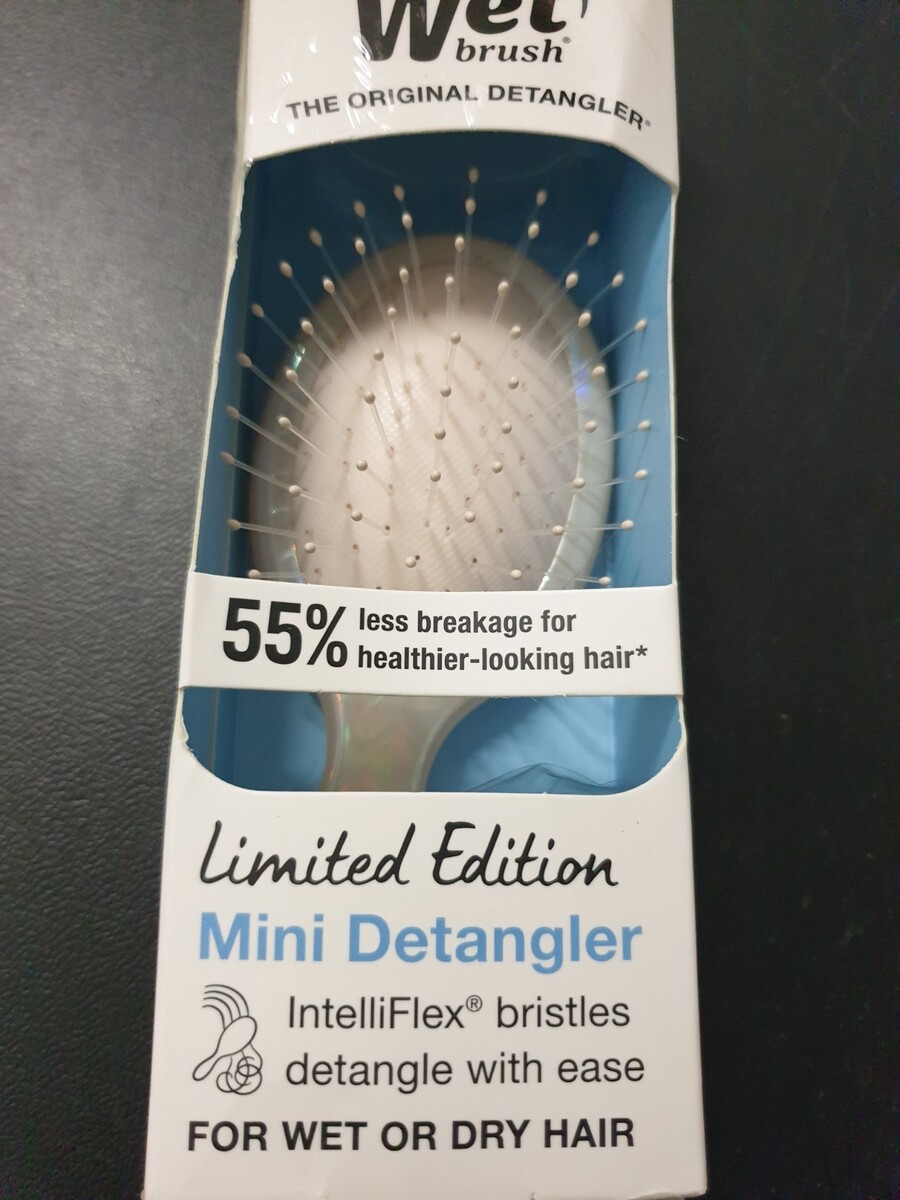 Wet
brush®
THE ORIGINAL DETANGLER®
55% less breakage for
healthier-looking hair*
Limited Edition
Mini Detangler
IntelliFlex® bristles
detangle with ease
FOR WET OR DRY HAIR